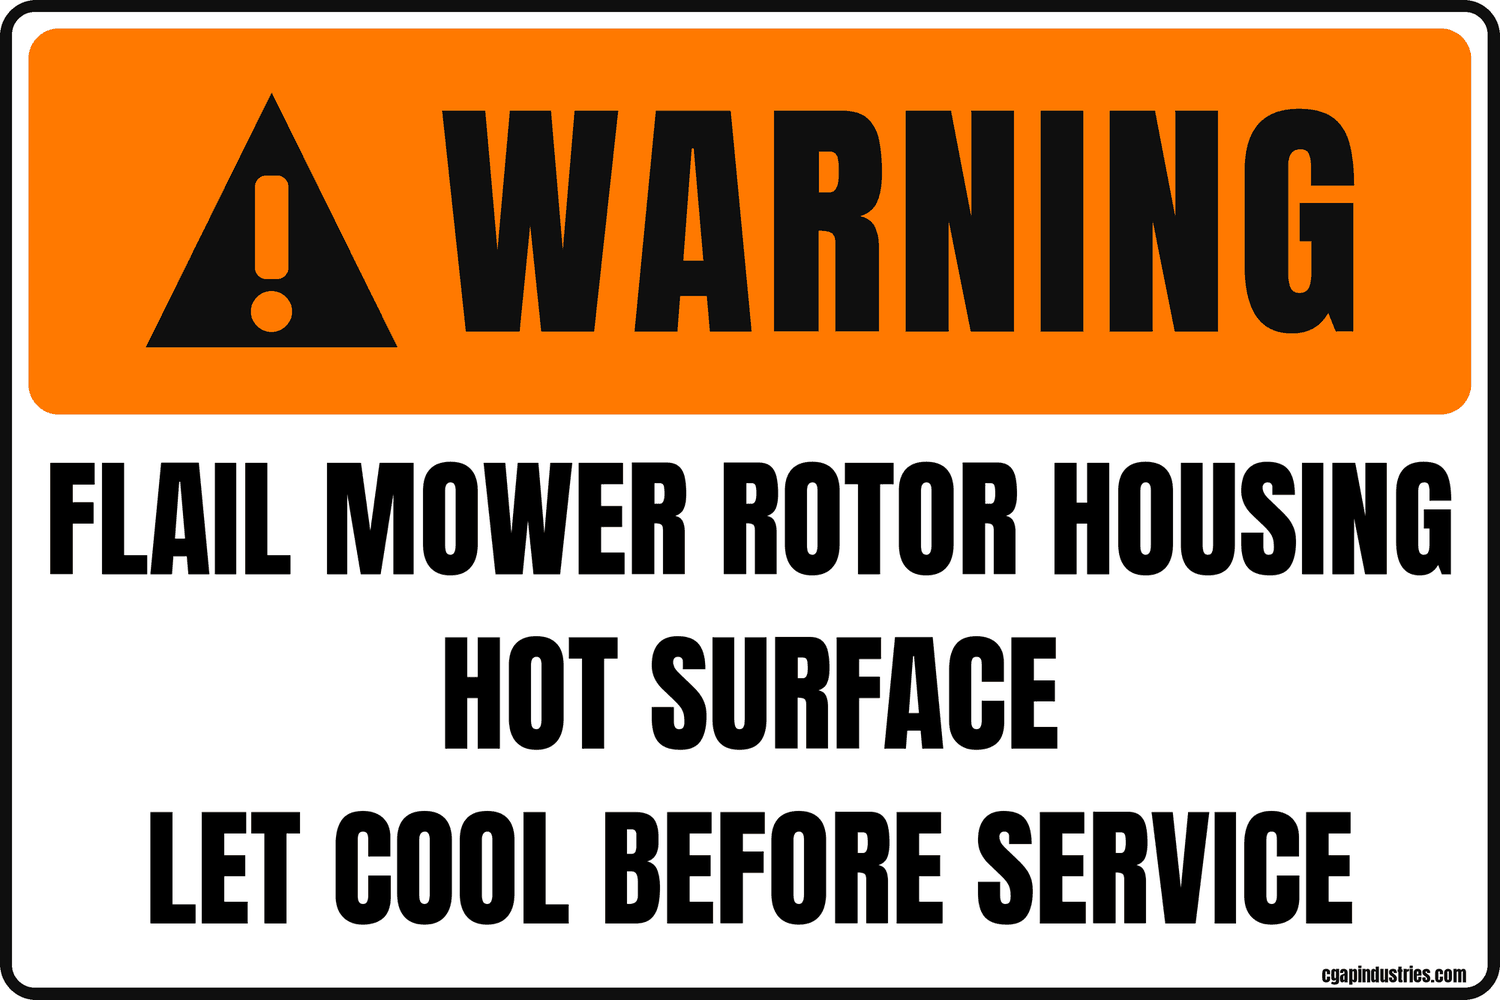 WARNING
FLAIL MOWER ROTOR HOUSING
HOT SURFACE
LET COOL BEFORE SERVICE
cgapindustries.com